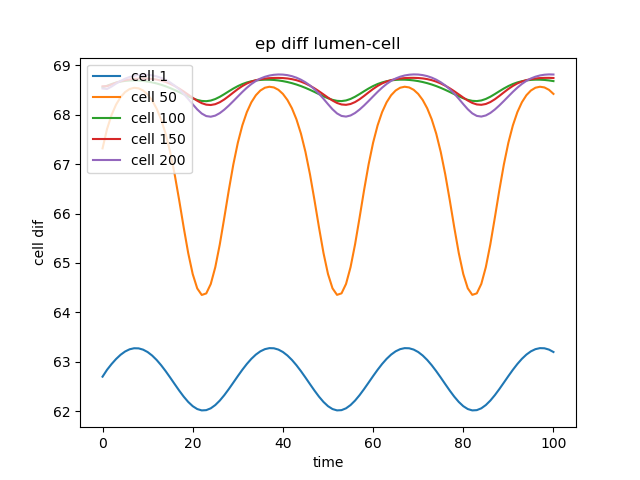 ep diff lumen-cell
cell 1
cell 50
cell 100
cell 150
cell 200
cell dif
69
68
67
66
65
64
63
62
0 20 40 60 80 100
time